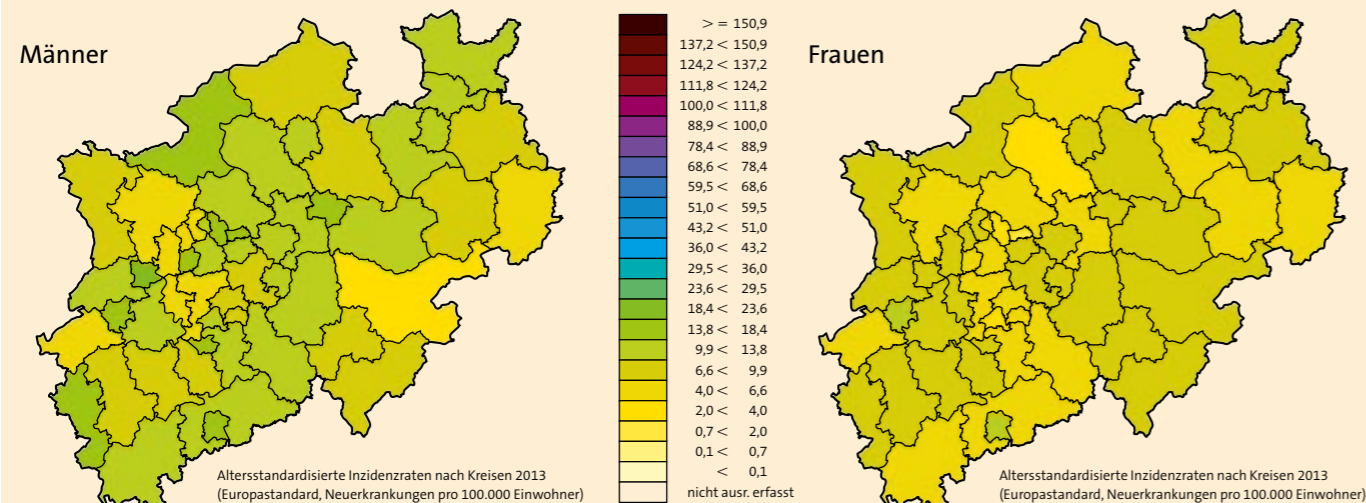 Männer
> = 150,9
137,2 < 150,9
124,2 < 137,2
111,8 < 124,2
100,0 < 111,8
88,9 < 100,0
78,4 < 88,9
68,6 < 78,4
59,5 < 68,6
51,0 < 59,5
43,2 < 51,0
36,0 < 43,2
29,5 < 36,0
23,6 < 29,5
18,4 < 23,6
13,8 < 18,4
9,9 < 13,8
6,6 < 9,9
4,0 < 6,6
2,0 < 4,0
0,7 < 2,0
0,1 < 0,7
< 0,1
nicht ausr. erfasst
Altersstandardisierte Inzidenzraten nach Kreisen 2013
(Europastandard, Neuerkrankungen pro 100.000 Einwohner)
Frauen
Altersstandardisierte Inzidenzraten nach Kreisen 2013
(Europastandard, Neuerkrankungen pro 100.000 Einwohner)